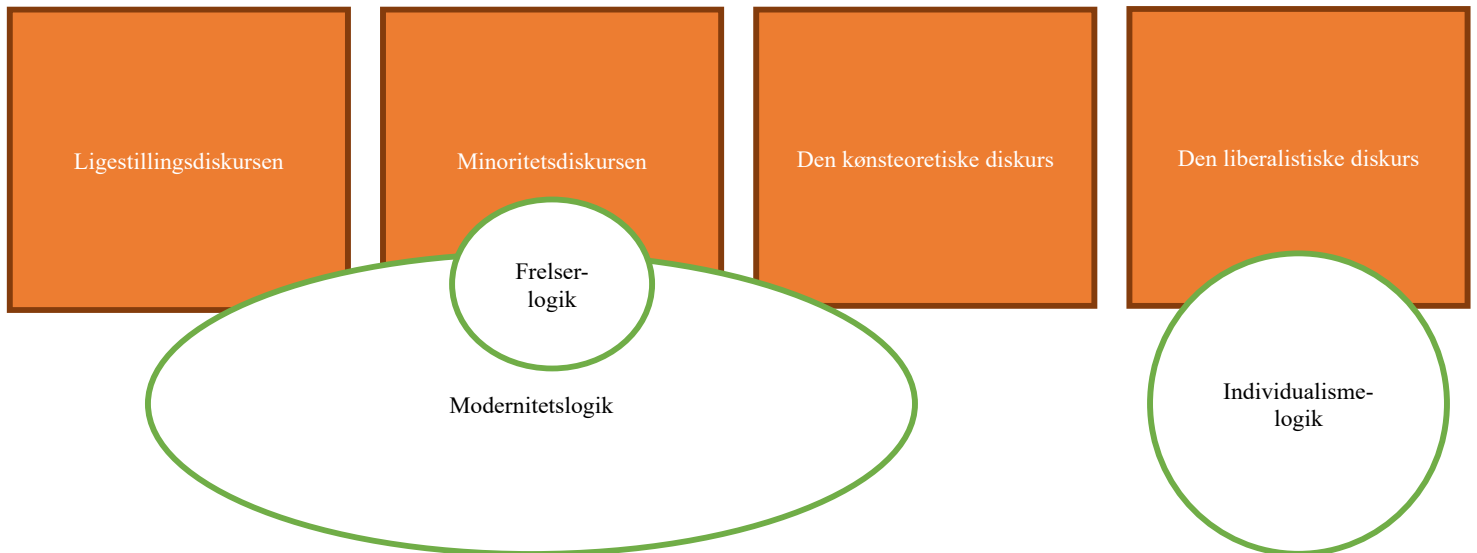 Ligestillingsdiskursen
Minoritetsdiskursen
Den kønsteoretiske diskurs
Den liberalistiske diskurs
Frelser-
logik
Modernitetslogik
Individualisme-
logik